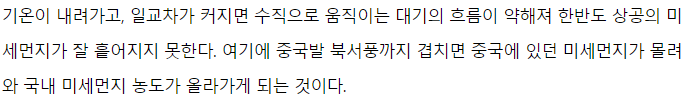 기온이 내려가고, 일교차가 커지면 수직으로 움직이는 대기의 흐름이 약해져 한반도 상공의 미
세먼지가 잘 흩어지지 못한다. 여기에 중국발 북서풍까지 겹치면 중국에 있던 미세먼지가 몰려
와 국내 미세먼지 농도가 올라가게 되는 것이다.